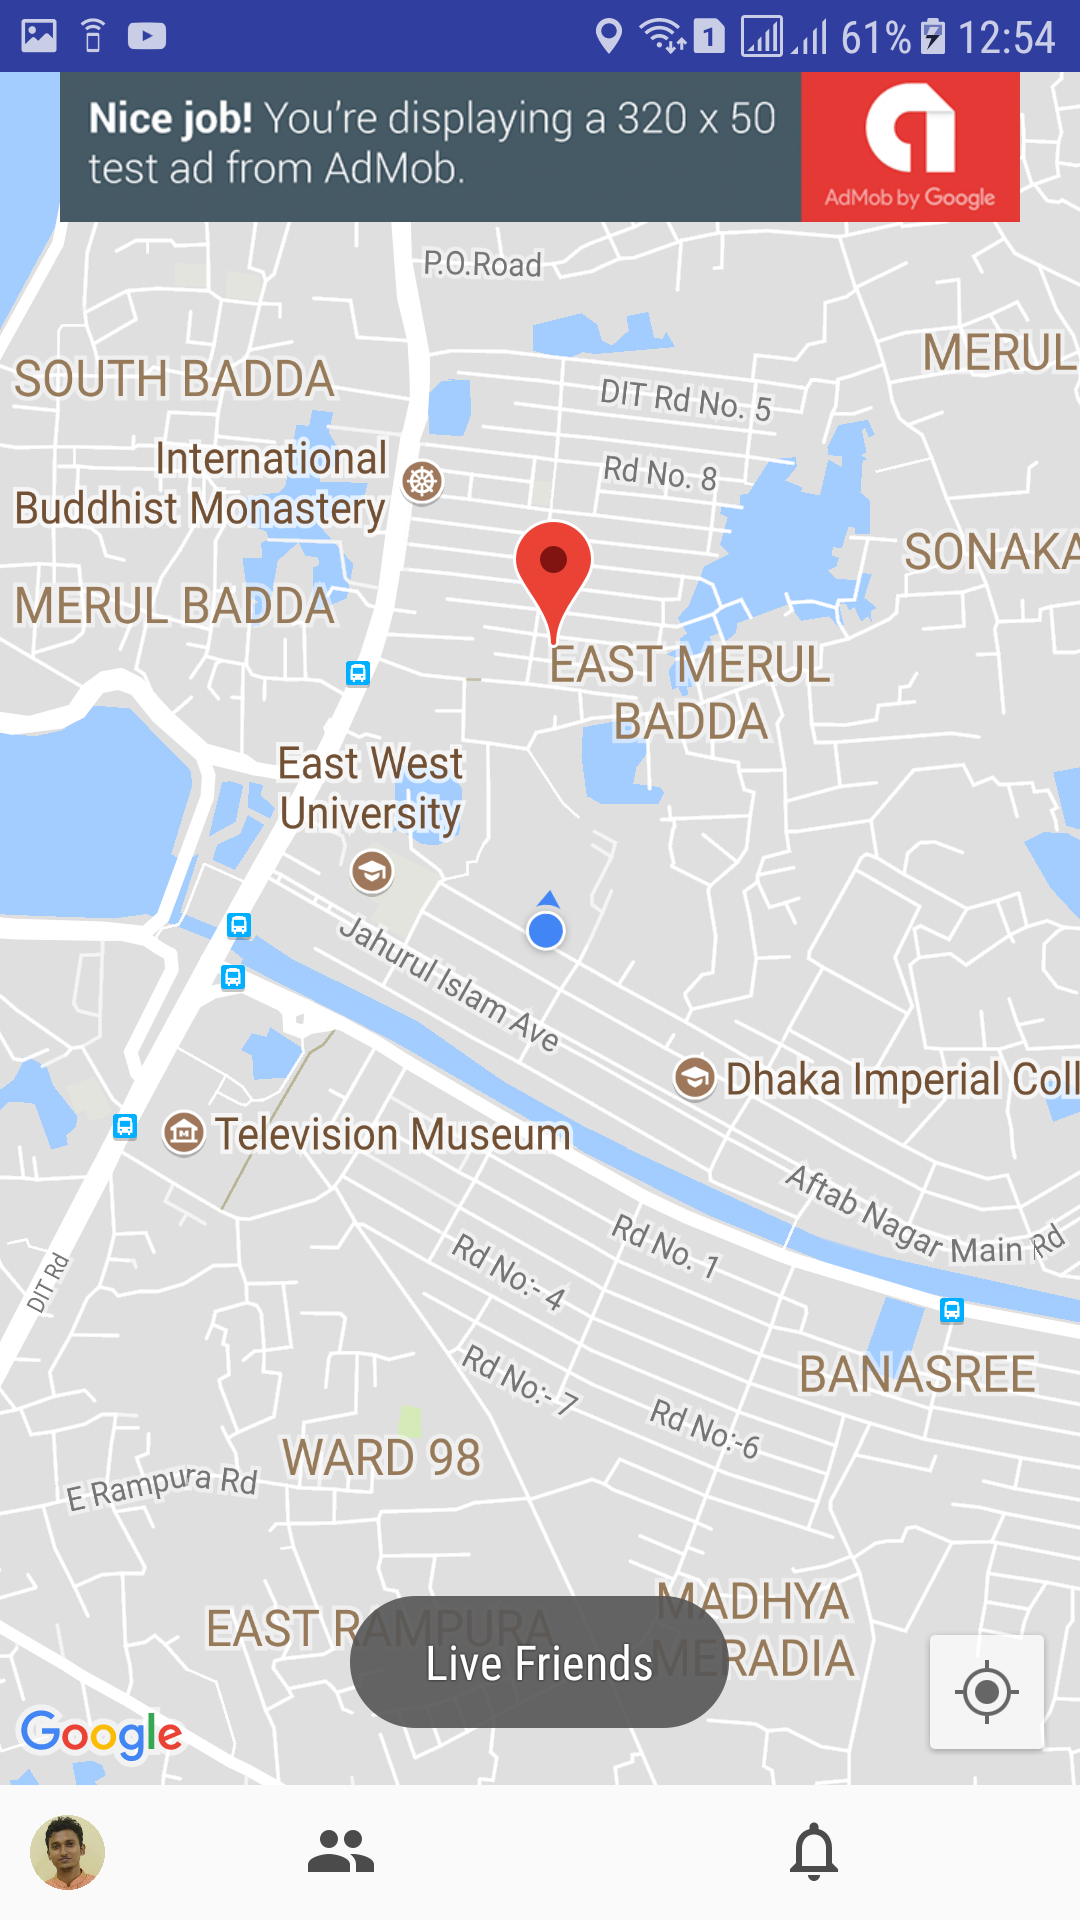 61% 12:54
1
Nice job! You're displaying a 320 x 50
test ad from AdMob.
AdMob by Google
P.O.Road
MERUL
SOUTH BADDA
DIT Rd No. 5
International
Buddhist Monastery
Rd No. 8
SONAKA
MERUL BADDA
EAST MERUL
BADDA
East West
University
Jahurul Islam Ave
Dhaka Imperial Coll
Television Museum
Aftab Nagar Main Rd
Rd No. 1
Rd No:- 4
DIT Rd
BANASREE
Rd No:- 7
Rd No:-6
WARD 98
E Rampura Rd
MADHYA
MERADIA
EAST RAMPURA
Live Friends
Google